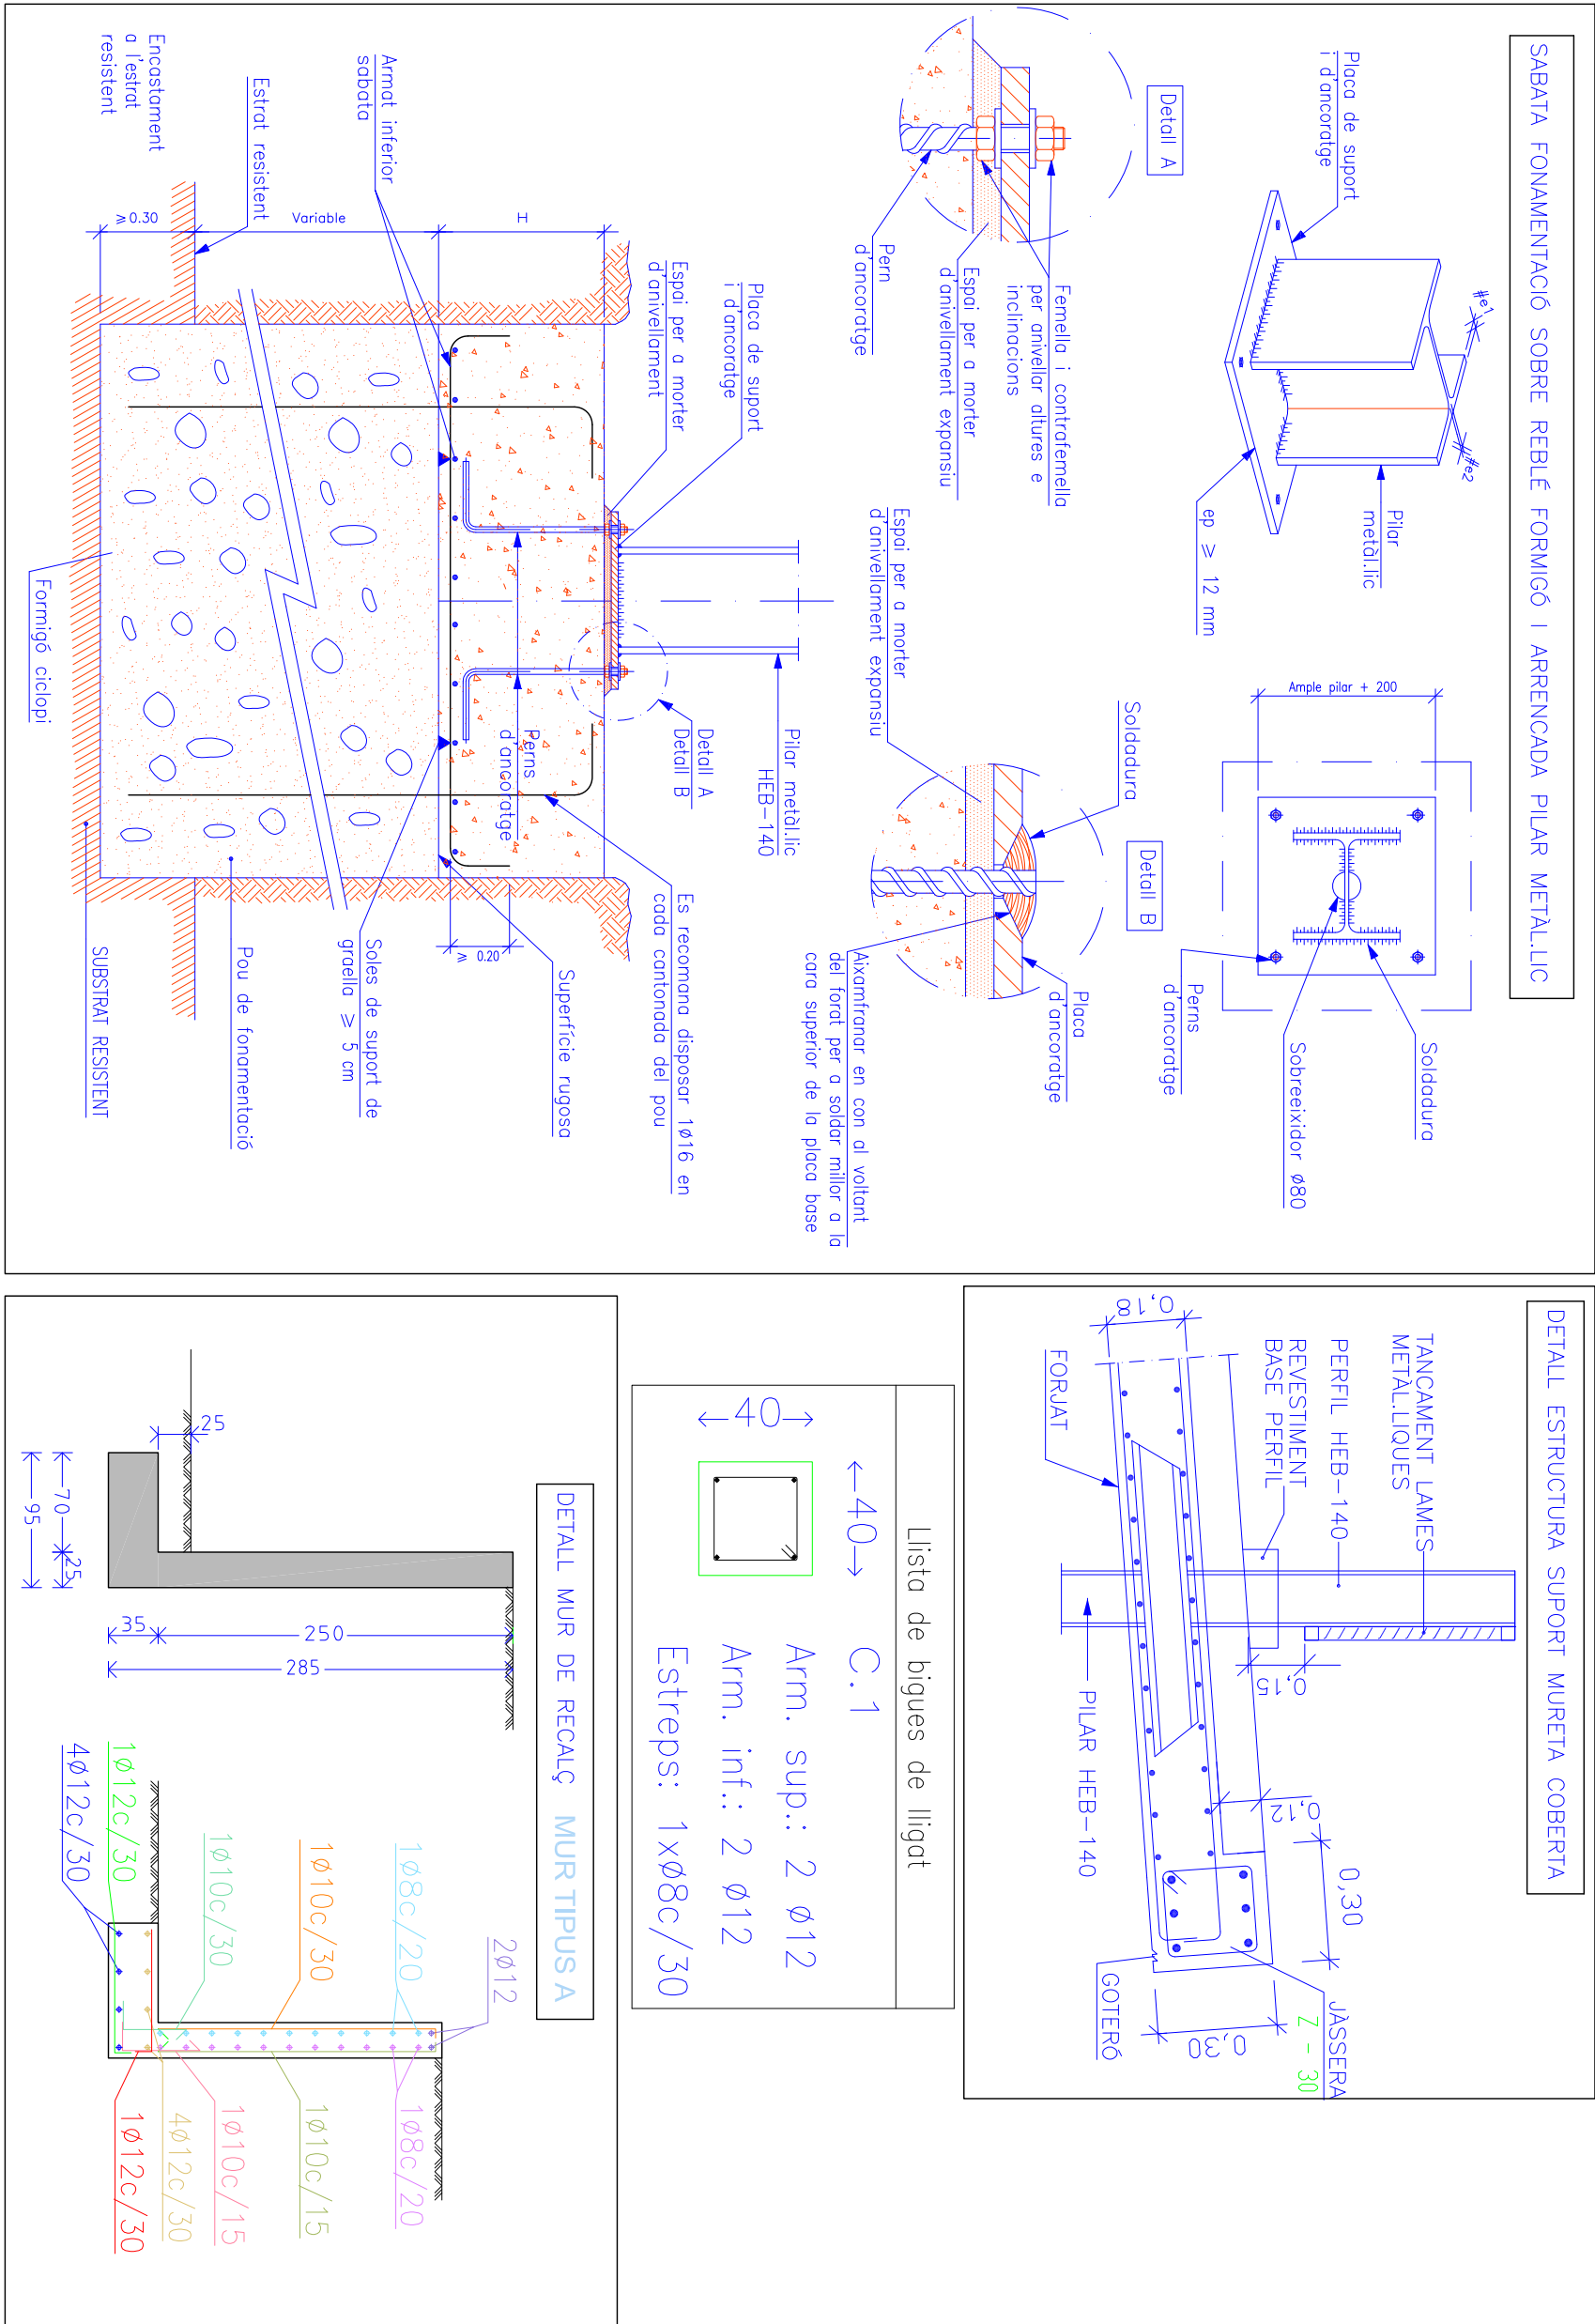 SABATA FONAMENTACIÓ SOBRE REBLÉ FORMIGÓ I ARRENCADA PILAR METÀL.LIC
Placa de suport
i d'ancoratge
#e1
#e2
Pilar
metàl.lic
ep ≥ 12 mm
Ample pilar + 200
Soldadura
Sobreeixidor ø80
Perns
d'ancoratge
Detall A
Femella i contrafemella
per anivellar altures e
inclinacions
Espai per a morter
d'anivellament expansiu
Pern
d'ancoratge
Detall B
Soldadura
Espai per a morter
d'anivellament expansiu
Placa
d'ancoratge
Aixamfranar en con al voltant
del forat per a soldar millor a la
cara superior de la placa base
Placa de suport
i d'ancoratge
Espai per a morter
d'anivellament
Pilar metàl.lic
HEB-140
Detall A
Detall B
Perns
d'ancoratge
Es recomana disposar 1ø16 en
cada cantonada del pou
Superfície rugosa
≥ 0.20
Soles de suport de
graella ≥ 5 cm
Pou de fonamentació
SUBSTRAT RESISTENT
Armat inferior
sabata
Estrat resistent
Encastament
a l'estrat
resistent
H
Variable
≥0.30
Formigó ciclopi
DETALL ESTRUCTURA SUPORT MURETA COBERTA
TANCAMENT LAMES
METÀL.LIQUES
PERFIL HEB-140
REVESTIMENT
BASE PERFIL
FORJAT
0,18
0,15
PILAR HEB-140
0,12
0,30
0,30
JÀSSERA
Z - 30
GOTERÓ
Llista de bigues de lligat
40
40
C.1
Arm. sup.: 2 ø12
Arm. inf.: 2 ø12
Estreps: 1xø8c/30
DETALL MUR DE RECALÇ MUR TIPUS A
25
70
25
95
35
250
285
2ø12
1ø8c/20
1ø10c/30
1ø10c/30
1ø12c/30
4ø12c/30
1ø8c/20
1ø10c/15
1ø10c/15
4ø12c/30
1ø12c/30